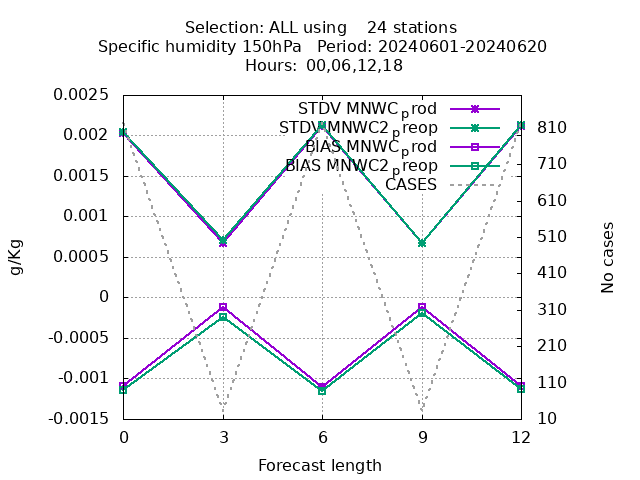 Selection: ALL using    24 stations
Specific humidity 150hPa   Period: 20240601-20240620
Hours: 00,06,12,18
0.0025
0.002
0.0015
0.001
0.0005
0
-0.0005
-0.001
-0.0015
g/Kg
STDV MNWC_prod
STDV MNWC2_preop
BIAS MNWC_prod
BIAS MNWC2_preop
CASES
810
710
610
510
410
310
210
110
10
No cases
0 3 6 9 12
Forecast length